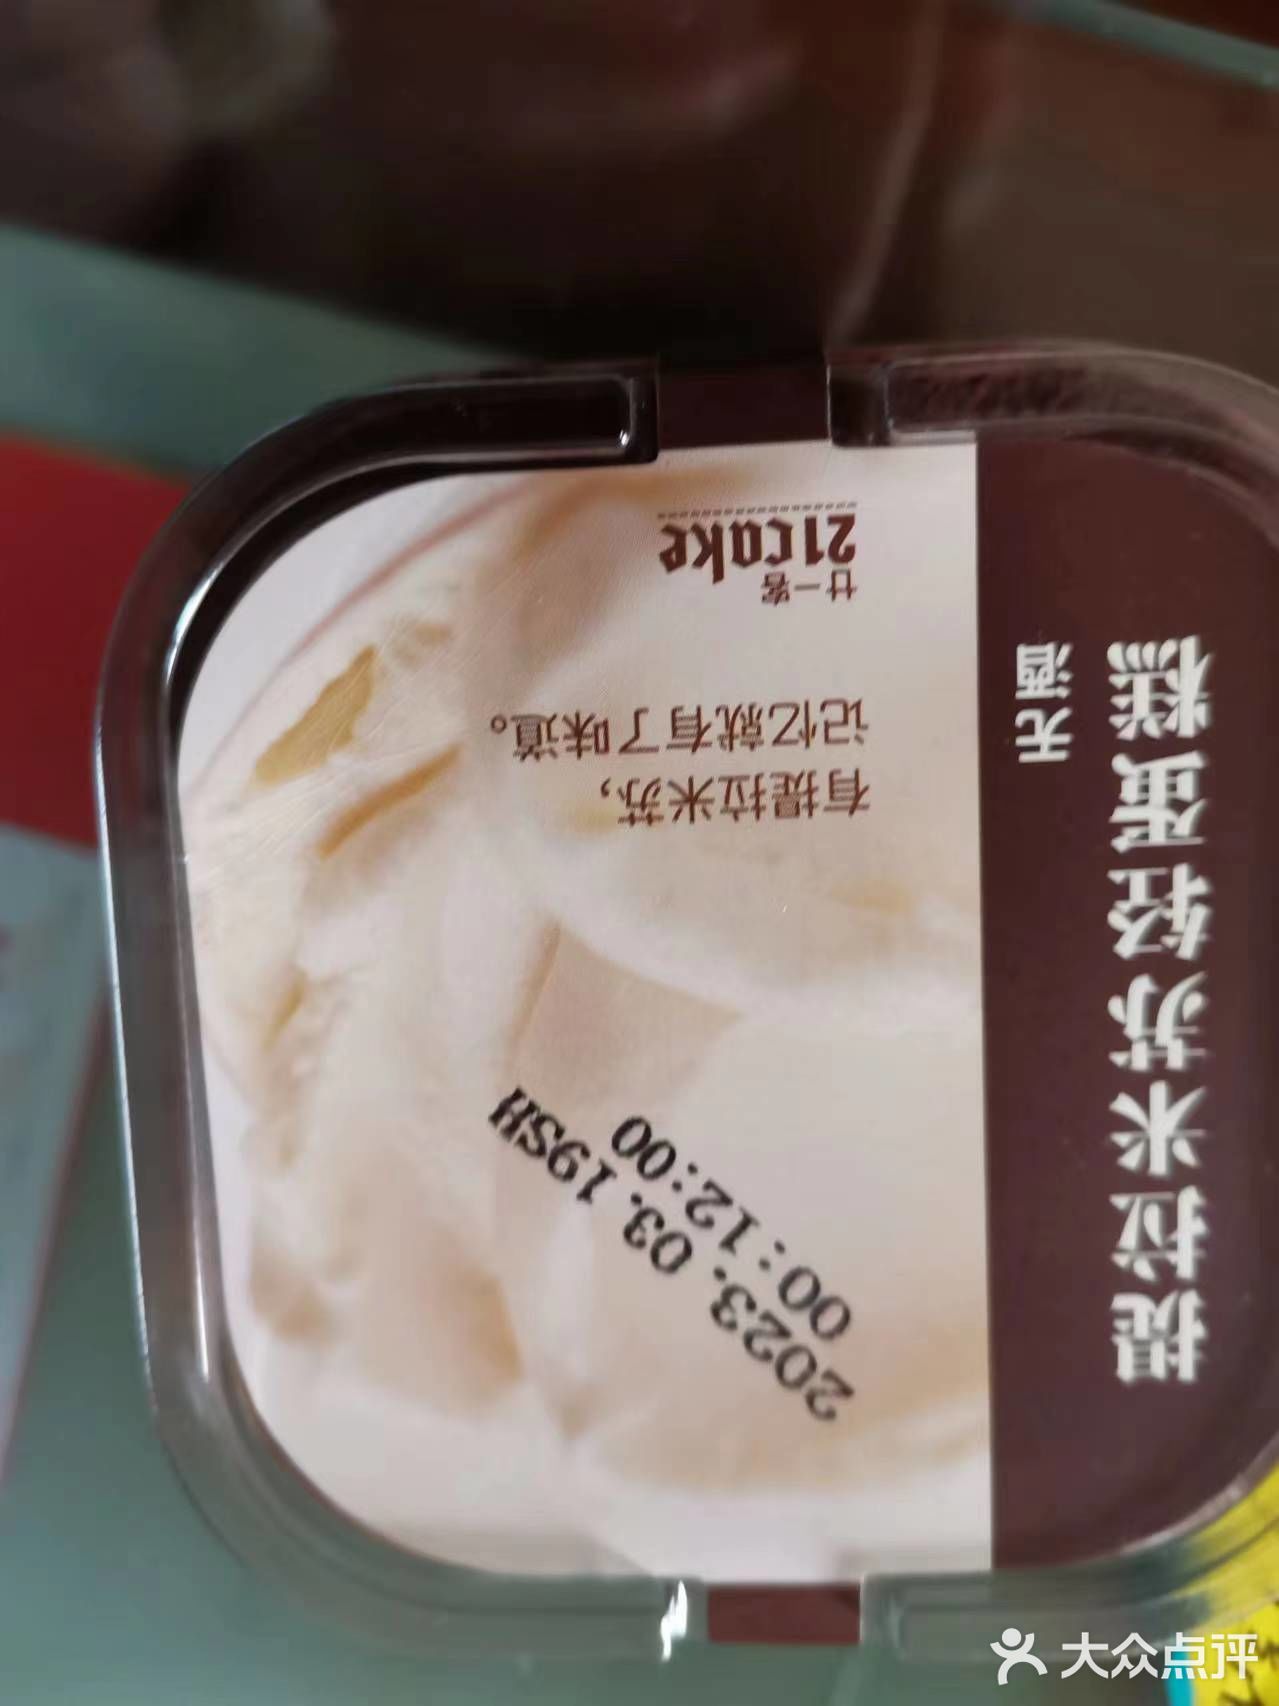 21cake
廿一客
记忆就有了味道。
有提拉米苏，
无酒
提拉米苏轻蛋糕
2023.03.19SH
00:12:00
大众点评